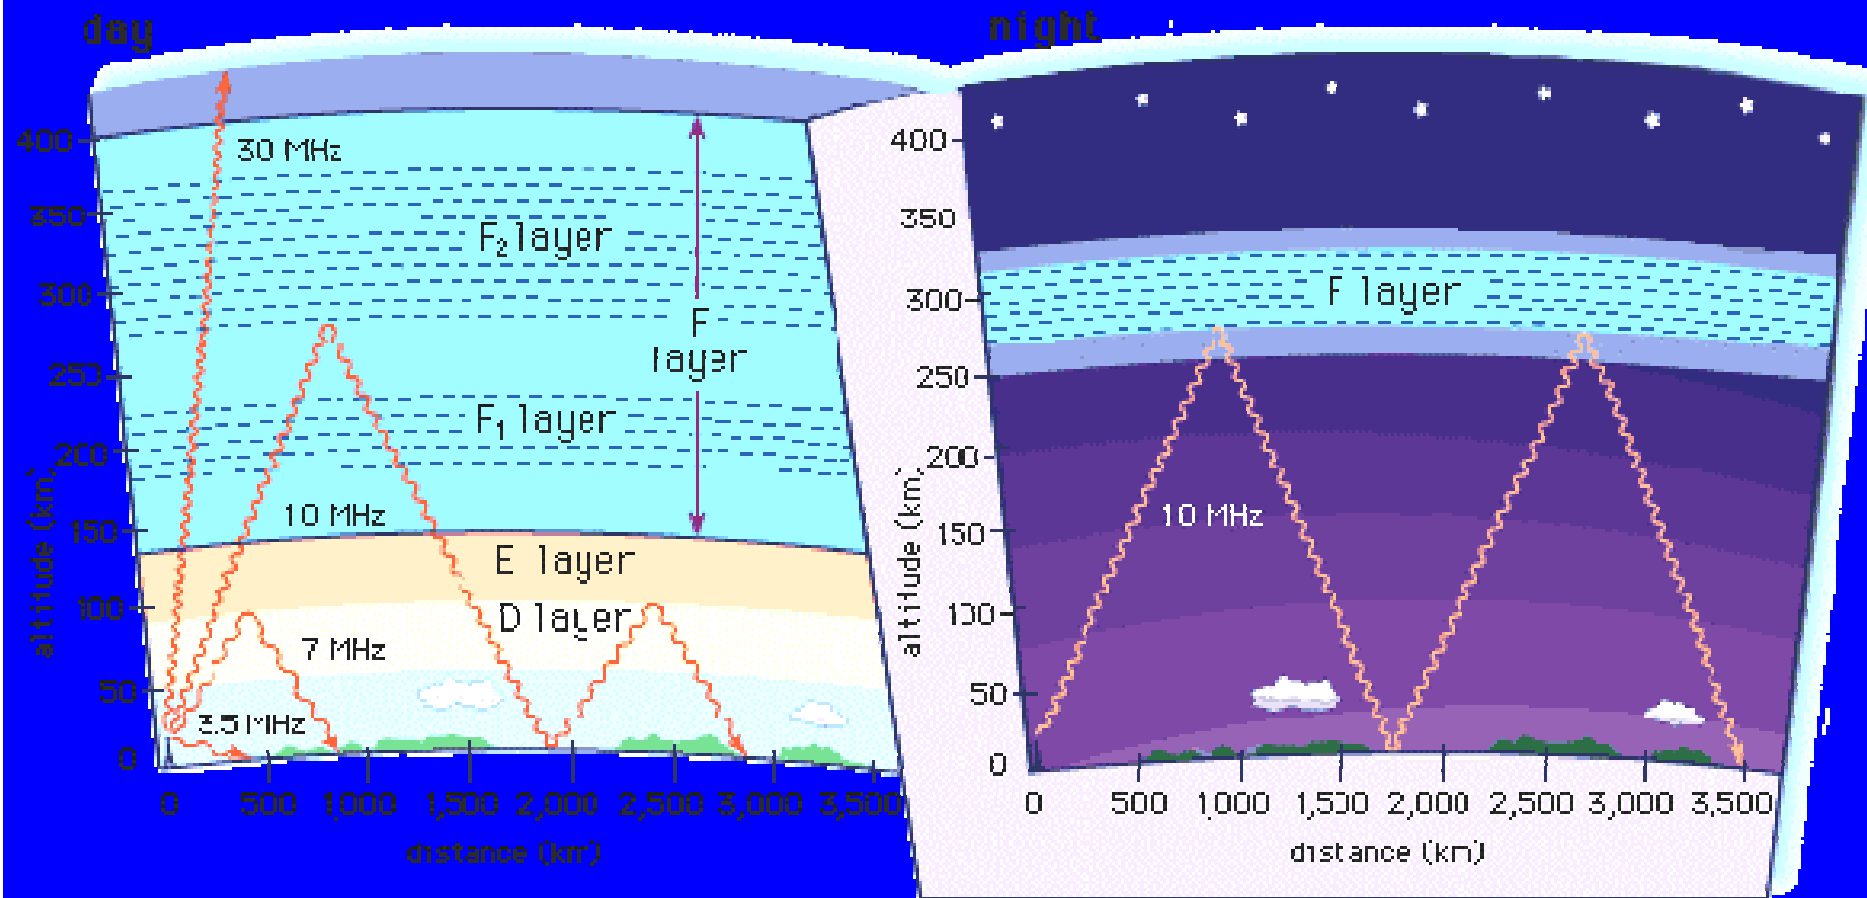 day
night
400
350
300
250
200
150
100
50
0
altitude (km)
30 MHz
F2 layer
F
layer
F1 layer
10 MHz
E layer
D layer
7 MHz
3.5 MHz
0 500 1,000 1,500 2,000 2,500 3,000 3,500
distance (km)
400
350
300
250
200
150
100
50
0
altitude (km)
F layer
10 MHz
0 500 1,000 1,500 2,000 2,500 3,000 3,500
distance (km)